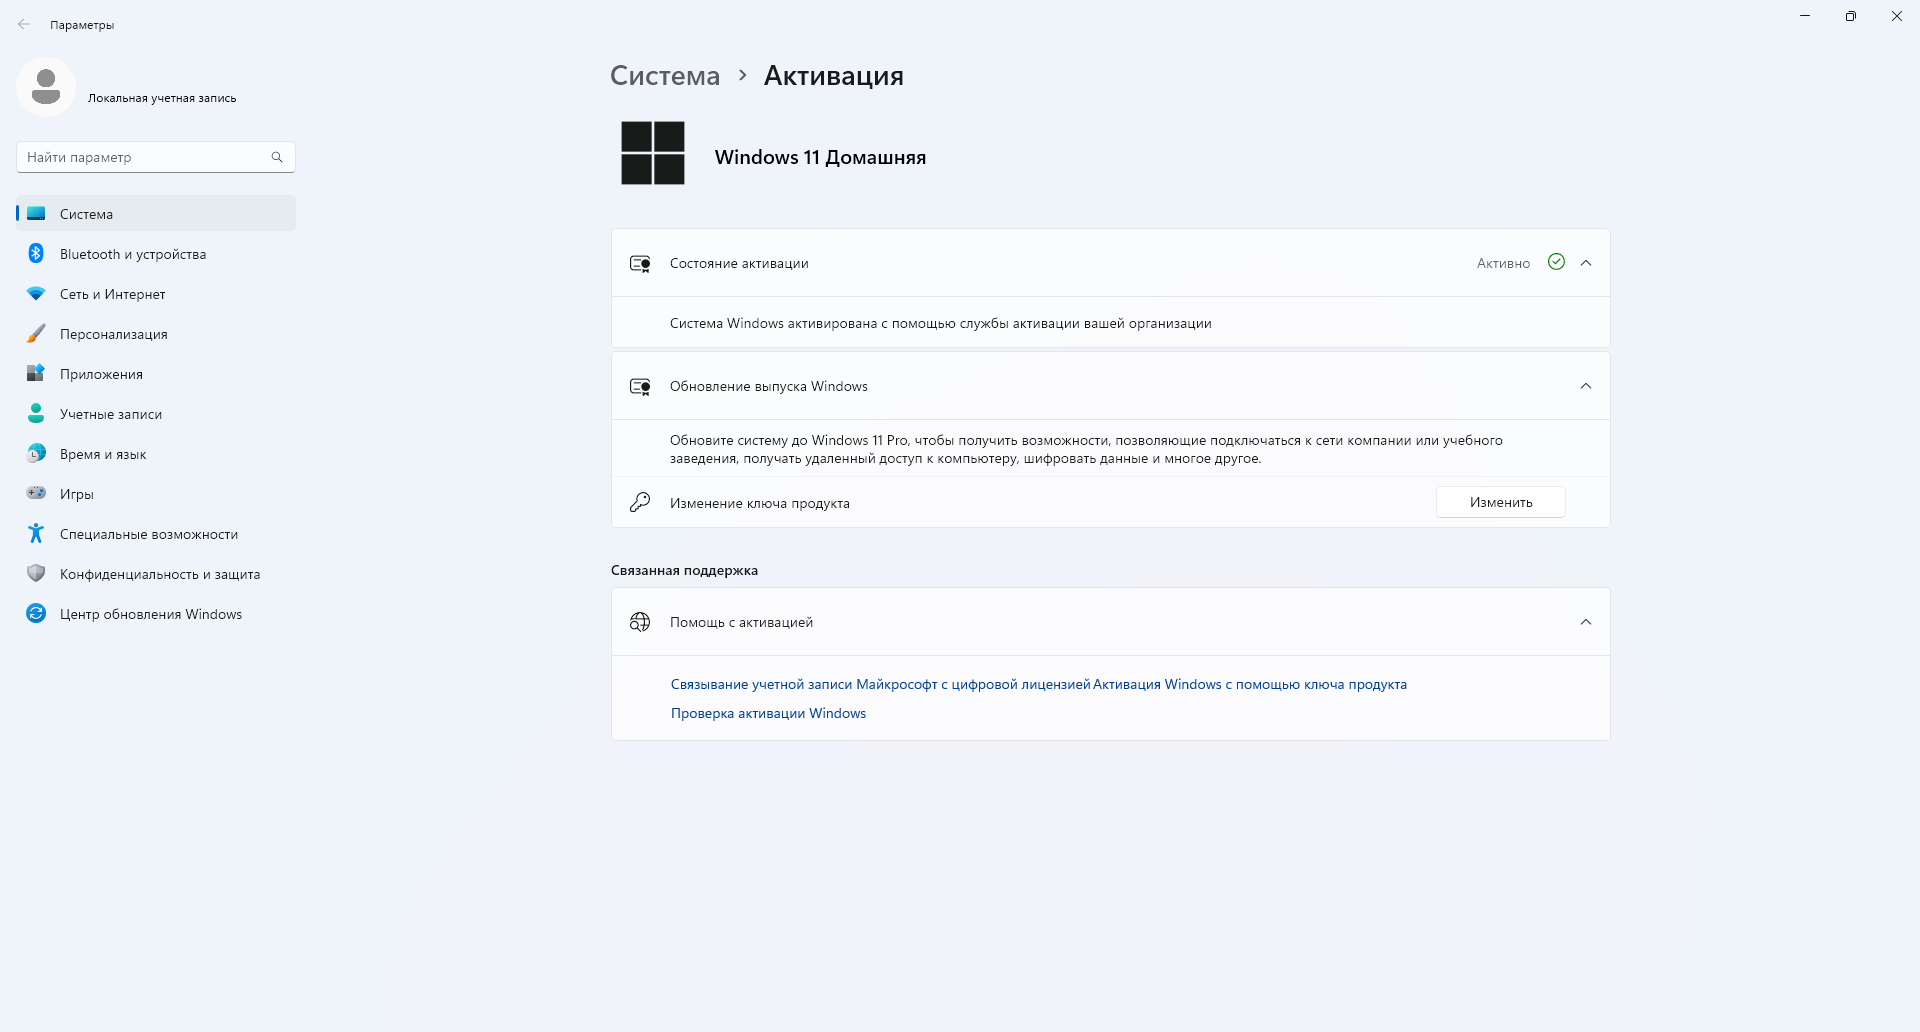 Параметры
Локальная учетная запись
Найти параметр
Система
Bluetooth и устройства
Сеть и Интернет
Персонализация
Приложения
Учетные записи
Время и язык
Игры
Специальные возможности
Конфиденциальность и защита
Центр обновления Windows
Система > Активация
Windows 11 Домашняя
Состояние активации Активно
Система Windows активирована с помощью службы активации вашей организации
Обновление выпуска Windows
Обновите систему до Windows 11 Pro, чтобы получить возможности, позволяющие подключаться к сети компании или учебного
заведения, получать удаленный доступ к компьютеру, шифровать данные и многое другое.
Изменение ключа продукта Изменить
Связанная поддержка
Помощь с активацией
Связывание учетной записи Майкрософт с цифровой лицензией Активация Windows с помощью ключа продукта
Проверка активации Windows